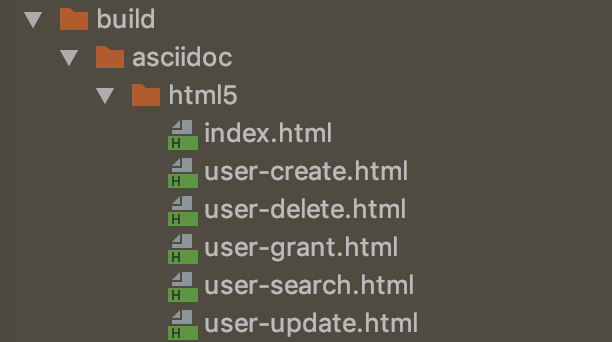 build
asciidoc
html5
H index.html
H user-create.html
H user-delete.html
H user-grant.html
H user-search.html
H user-update.html